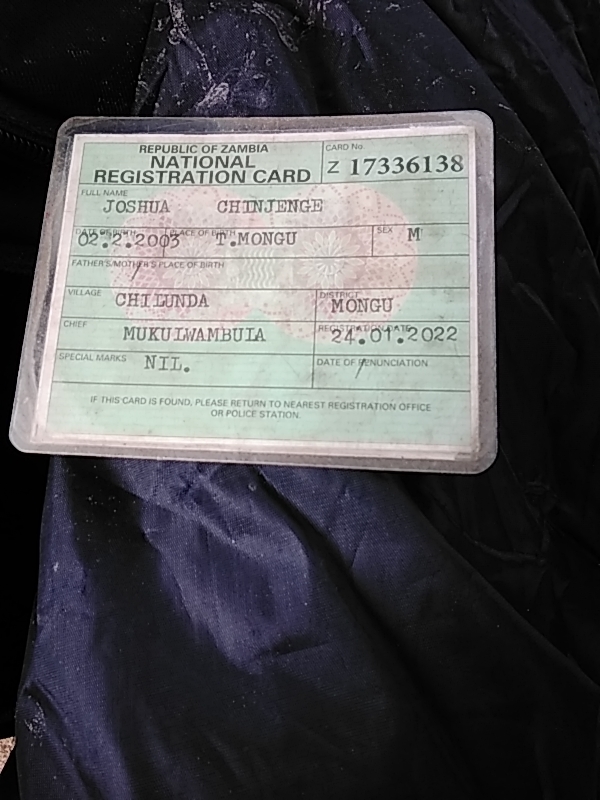 REPUBLIC OF ZAMBIA
NATIONAL
REGISTRATION CARD
CARD No.
Z 17336138
FULL NAME
JOSHUA CHINJENGE
DATE OF BIRTH PLACE OF BIRTH SEX
02.2.2003 T.MONGU M
FATHER'S/MOTHER'S PLACE OF BIRTH
/
VILLAGE CHILUNDA
DISTRICT
MONGU
CHIEF
MUKULWAMBULA
REGISTRATION DATE
24.01.2022
SPECIAL MARKS NIL.
DATE OF RENUNCIATION
/
IF THIS CARD IS FOUND, PLEASE RETURN TO NEAREST REGISTRATION OFFICE
OR POLICE STATION.